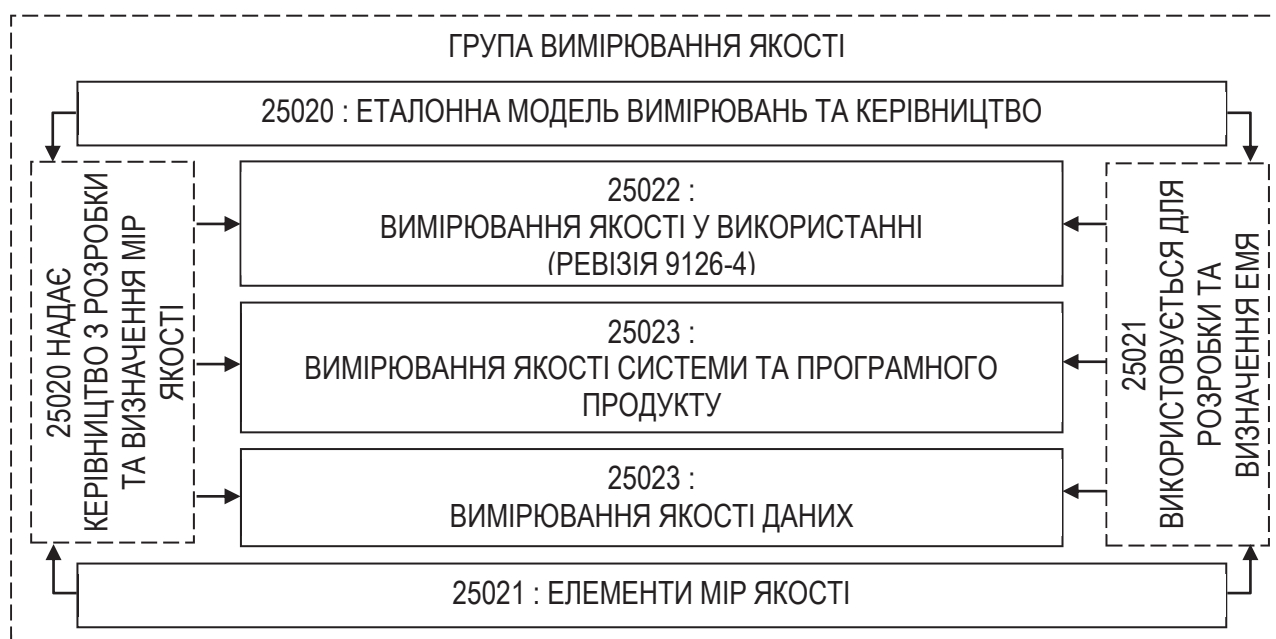 ГРУПА ВИМІРЮВАННЯ ЯКОСТІ
25020 : ЕТАЛОННА МОДЕЛЬ ВИМІРЮВАНЬ ТА КЕРІВНИЦТВО
25020 НАДАЄ
КЕРІВНИЦТВО З РОЗРОБКИ
ТА ВИЗНАЧЕННЯ МІР
ЯКОСТІ
25022 :
ВИМІРЮВАННЯ ЯКОСТІ У ВИКОРИСТАННІ
(РЕВІЗІЯ 9126-4)
25023 :
ВИМІРЮВАННЯ ЯКОСТІ СИСТЕМИ ТА ПРОГРАМНОГО
ПРОДУКТУ
25023 :
ВИМІРЮВАННЯ ЯКОСТІ ДАНИХ
25021
ВИКОРИСТОВУЄТЬСЯ ДЛЯ
РОЗРОБКИ ТА
ВИЗНАЧЕННЯ ЕМЯ
25021 : ЕЛЕМЕНТИ МІР ЯКОСТІ